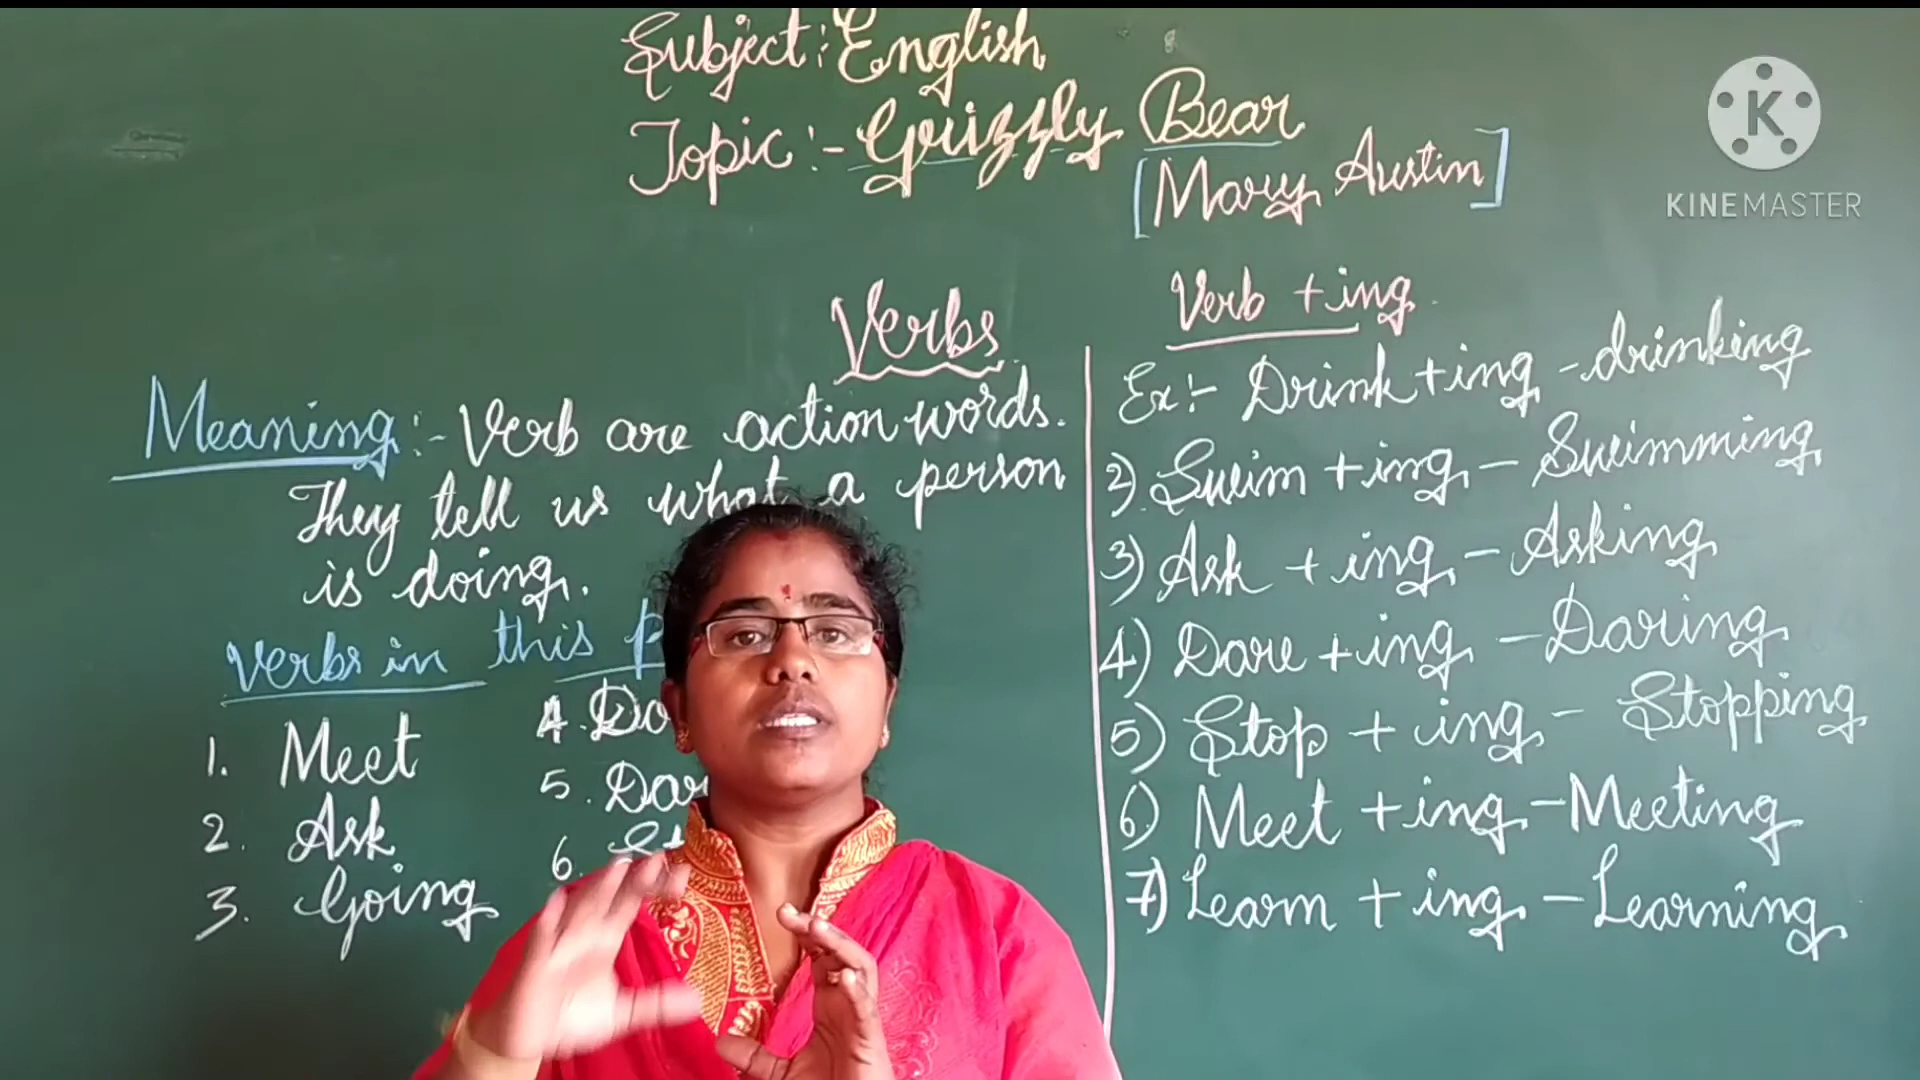 Subject:- English
Topic:- Grizzly Bear
[Mary Austin]
K
KINEMASTER
Verbs
Meaning:- Verb are action words.
They tell us what a person
is doing.
Verbs in this
1. Meet
2. Ask
3. Going
4.
5.
6.
Verb +ing
Ex:- Drink+ing - drinking
2) Swim +ing - Swimming
3) Ask +ing - Asking
4) Dare +ing - Daring
5) Stop + ing - Stopping
6) Meet +ing - Meeting
7) Learn +ing - Learning